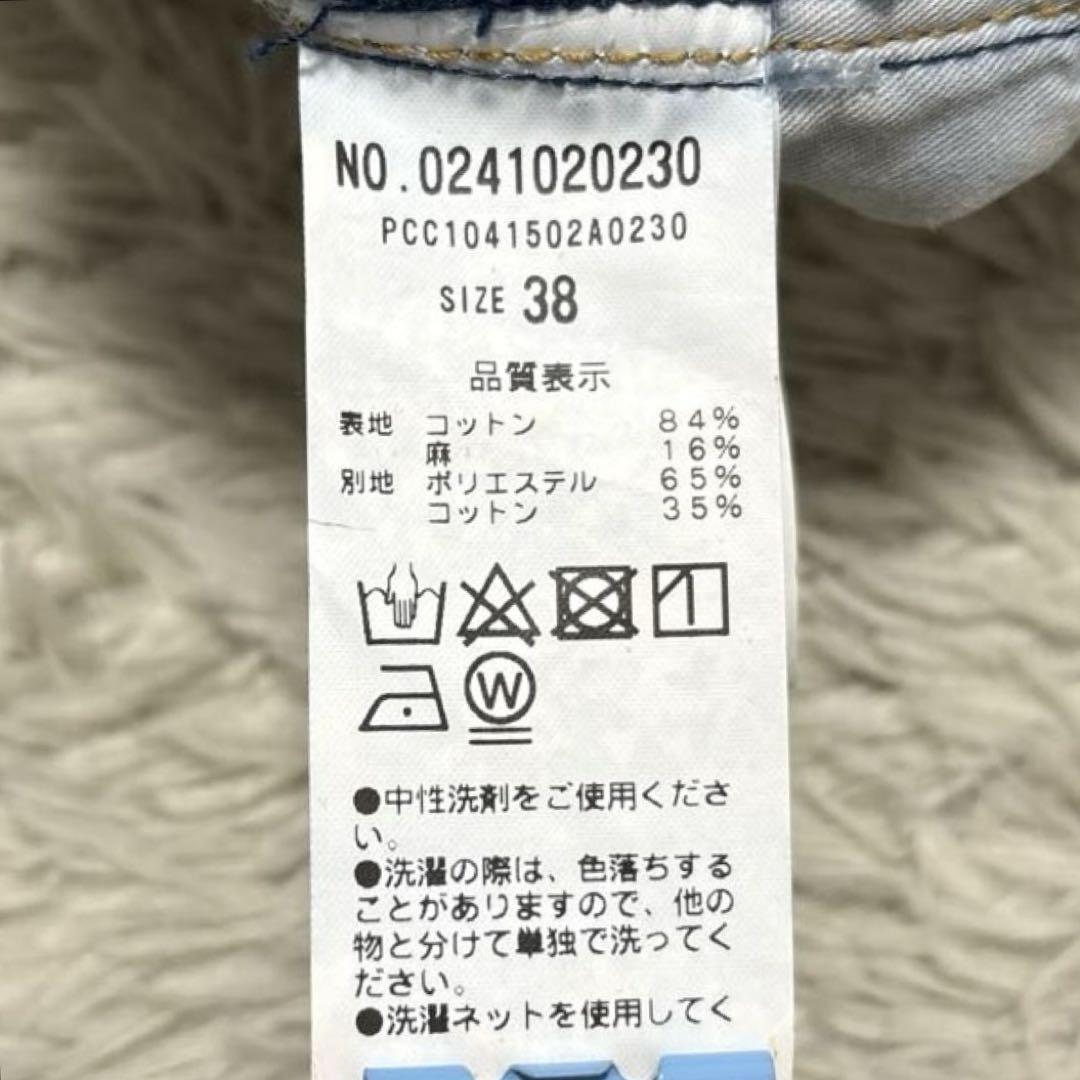 NO.0241020230
PCC1041502A0230
SIZE 38
品質表示
表地 コットン 84%
麻 16%
別地 ポリエステル 65%
コットン 35%
W
●中性洗剤をご使用くださ
い。
●洗濯の際は、色落ちする
ことがありますので、他の
物と分けて単独で洗ってく
ださい。
●洗濯ネットを使用してく